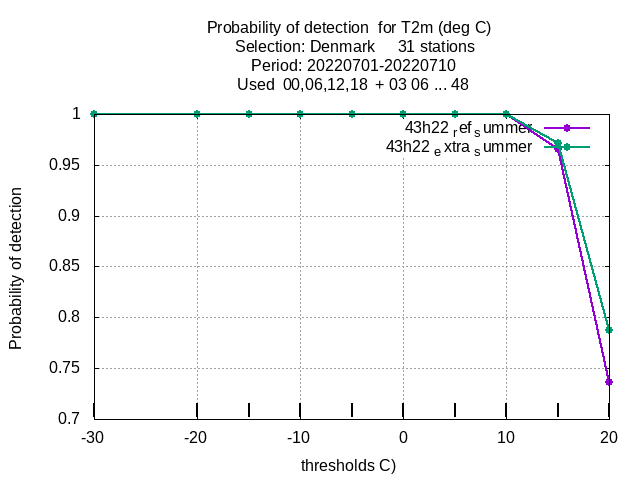 Probability of detection for T2m (deg C)
Selection: Denmark 31 stations
Period: 20220701-20220710
Used 00,06,12,18 + 03 06 ... 48
43h22 ref summer
43h22 extra summer
Probability of detection
1
0.95
0.9
0.85
0.8
0.75
0.7
-30 -20 -10 0 10 20
thresholds C)